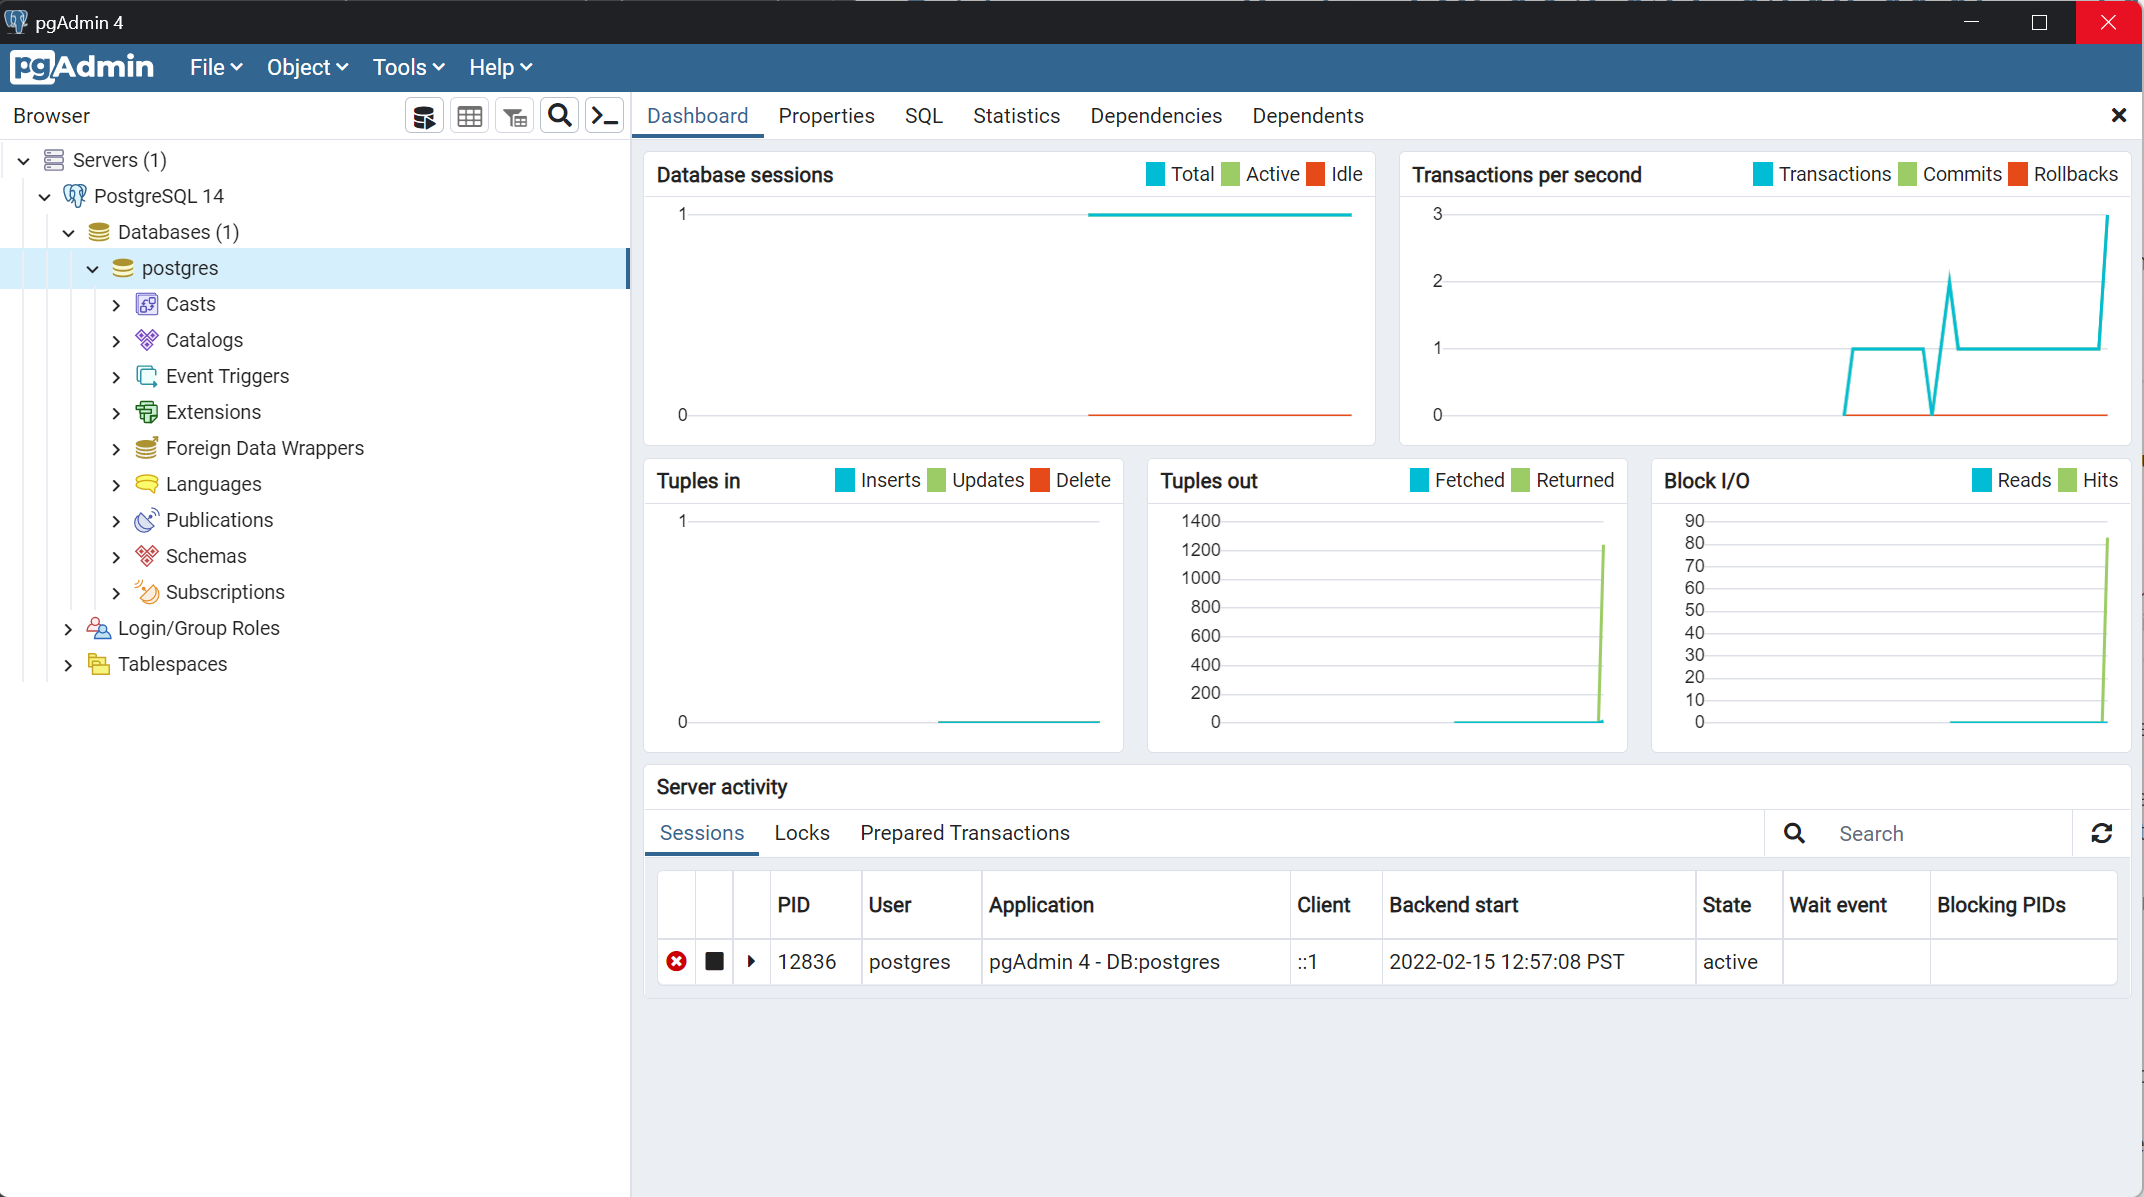 pgAdmin 4
pgAdmin File Object Tools Help
Browser
Dashboard Properties SQL Statistics Dependencies Dependents
Servers (1)
PostgreSQL 14
Databases (1)
postgres
Casts
Catalogs
Event Triggers
Extensions
Foreign Data Wrappers
Languages
Publications
Schemas
Subscriptions
Login/Group Roles
Tablespaces
Database sessions Total Active Idle
1
0
Transactions per second Transactions Commits Rollbacks
3
2
1
0
Tuples in Inserts Updates Delete
1
0
Tuples out Fetched Returned
1400
1200
1000
800
600
400
200
0
Block I/O Reads Hits
90
80
70
60
50
40
30
20
10
0
Server activity
Sessions Locks Prepared Transactions Search
PID User Application Client Backend start State Wait event Blocking PIDs
12836 postgres pgAdmin 4 - DB:postgres ::1 2022-02-15 12:57:08 PST active